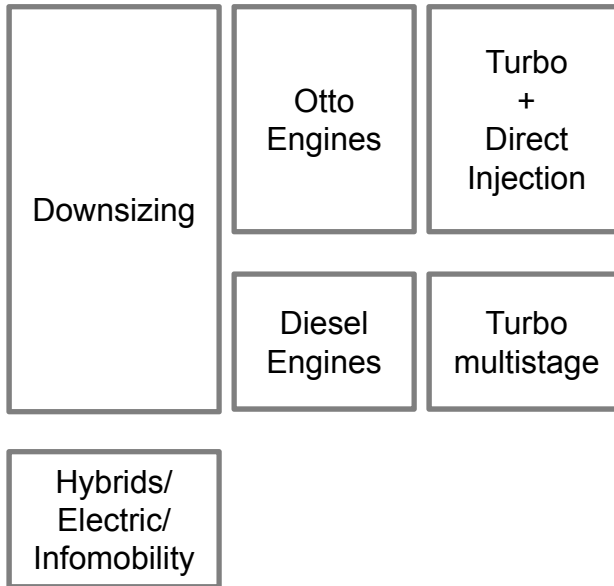 Downsizing
Otto
Engines
Turbo
+
Direct
Injection
Diesel
Engines
Turbo
multistage
Hybrids/
Electric/
Infomobility